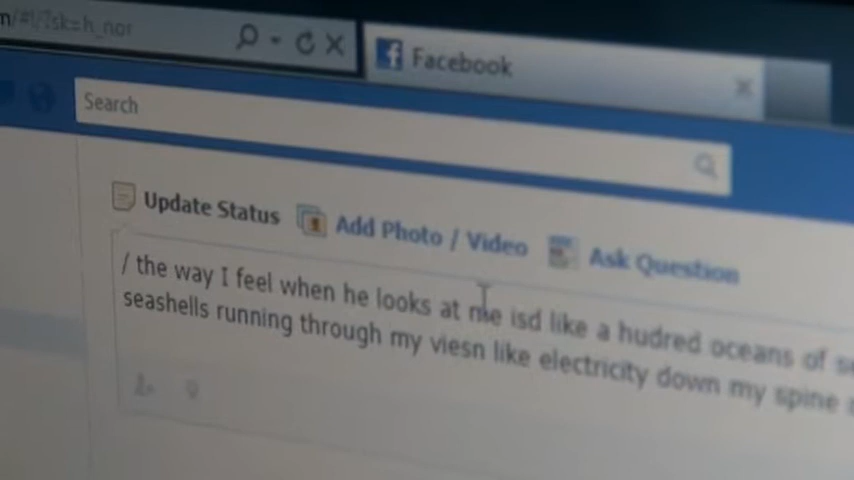 m/#!/?sk=h_nor
Facebook
Search
Update Status Add Photo / Video Ask Question
/ the way I feel when he looks at me isd like a hudred oceans of
seashells running through my viesn like electricity down my spine